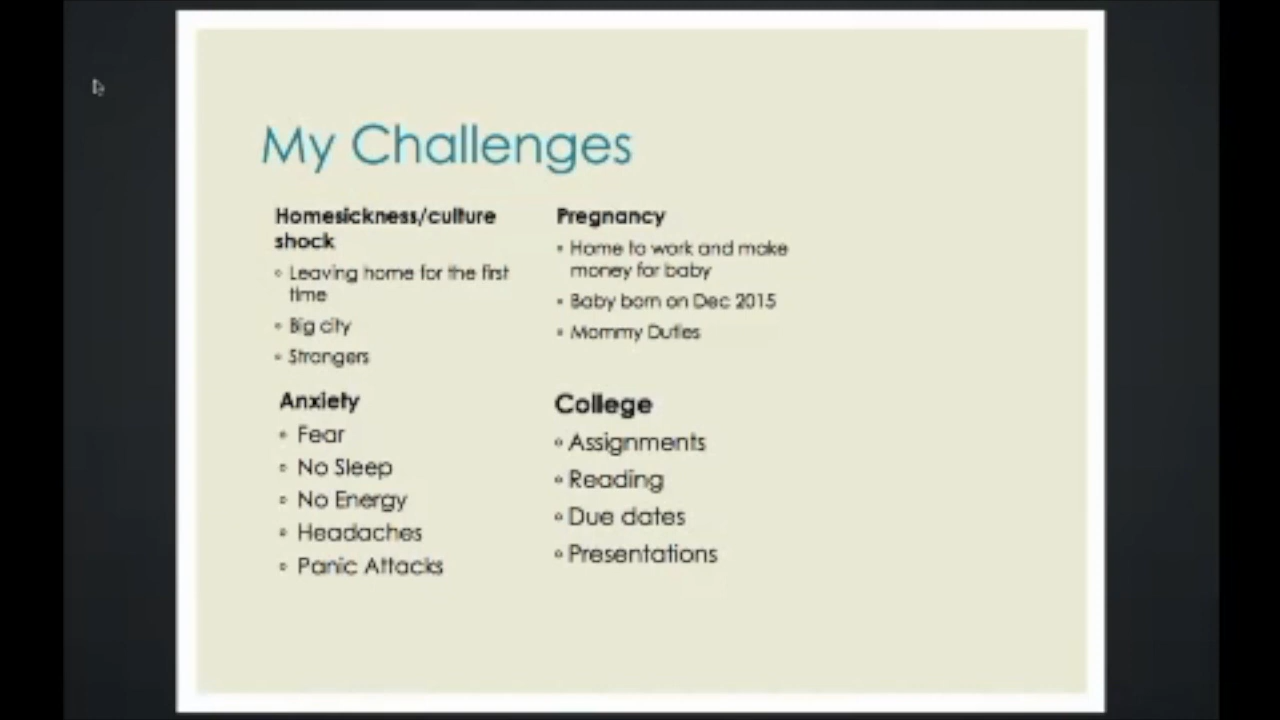 My Challenges
Homesickness/culture
shock
Leaving home for the first
time
Big city
Strangers
Pregnancy
Home to work and make
money for baby
Baby born on Dec 2015
Mommy Duties
Anxiety
Fear
No Sleep
No Energy
Headaches
Panic Attacks
College
Assignments
Reading
Due dates
Presentations